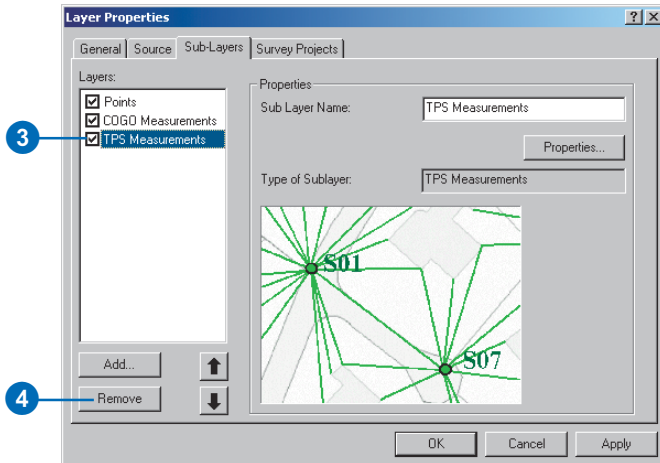 Layer Properties
? X
General Source Sub-Layers Survey Projects
Layers:
Points
COGO Measurements
TPS Measurements
Add...
Remove
3
4
Properties
Sub Layer Name: TPS Measurements
Properties...
Type of Sublayer: TPS Measurements
S01
S07
OK Cancel Apply